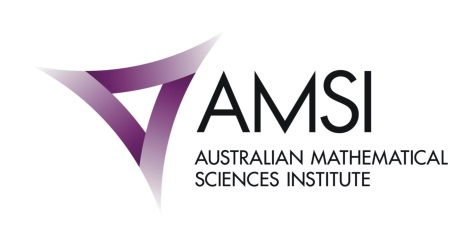 AMSI
AUSTRALIAN MATHEMATICAL
SCIENCES INSTITUTE